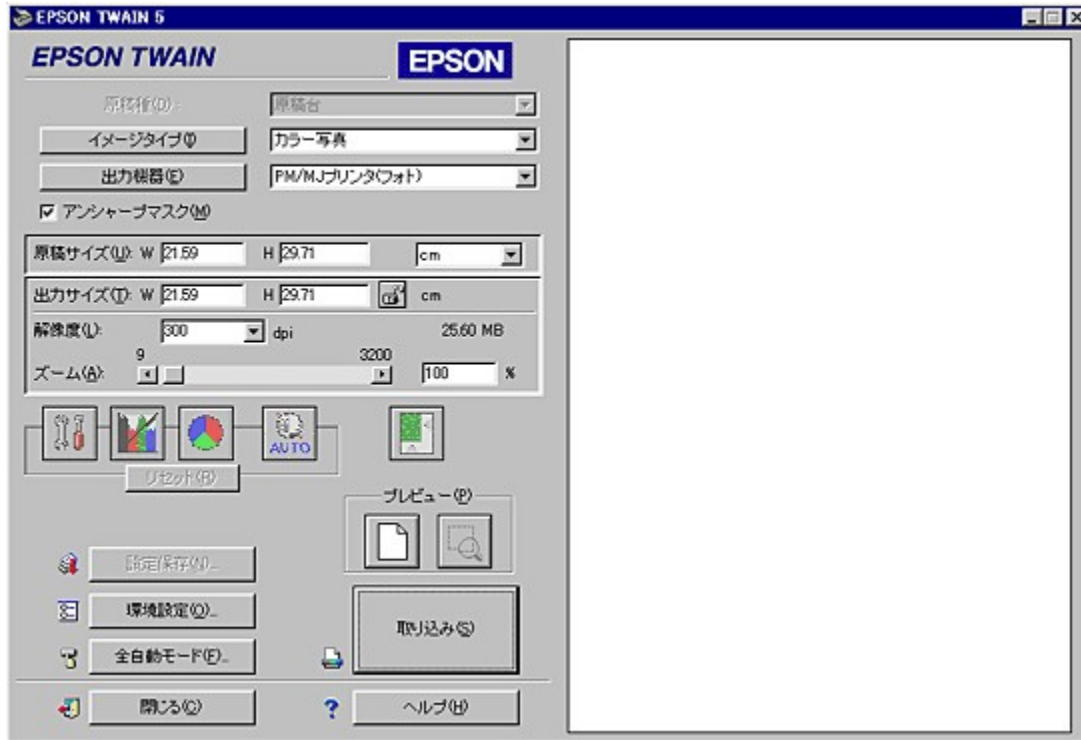 EPSON TWAIN 5
EPSON TWAIN
EPSON
原稿種(D):
原稿台
イメージタイプ(I)
カラー写真
出力機器(E)
PM/MJプリンタ(フォト)
アンシャープマスク(M)
原稿サイズ(U): W 21.59 H 29.71 cm
出力サイズ(T): W 21.59 H 29.71 cm
解像度(L): 300 dpi 25.60 MB
9 3200
ズーム(A): 100 %
AUTO
リセット(R)
プレビュー(P)
設定保存(N)...
環境設定(O)...
取り込み(S)
全自動モード(F)...
閉じる(C)
? ヘルプ(H)